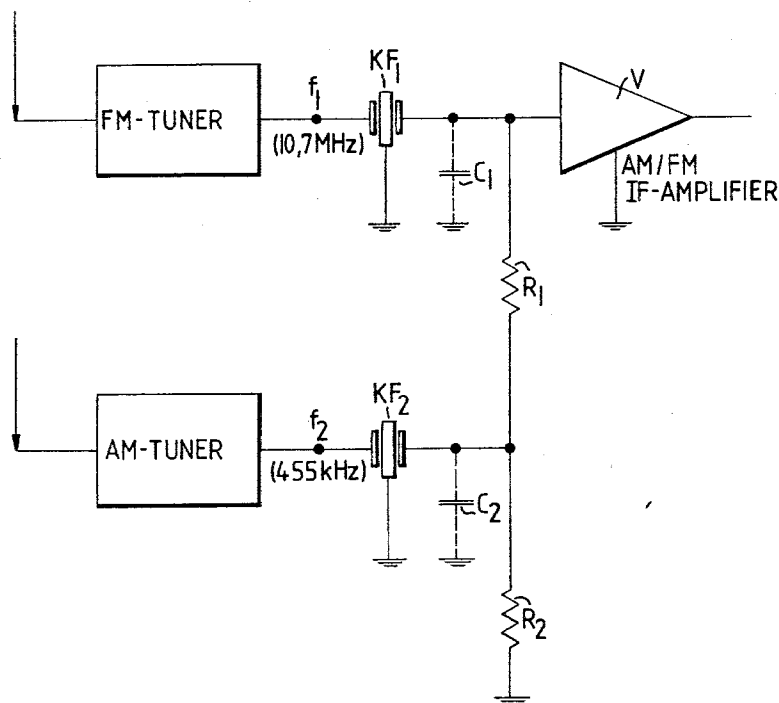 KF1
f1
V
FM-TUNER
(10,7MHz)
C1
AM/FM
IF-AMPLIFIER
R1
KF2
f2
AM-TUNER
(455kHz)
C2
R2